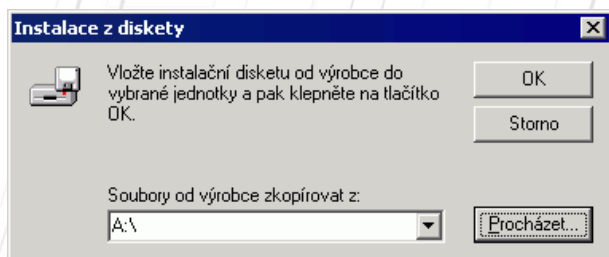 Instalace z diskety
Vložte instalační disketu od výrobce do
vybrané jednotky a pak klepněte na tlačítko
OK.
OK
Storno
Soubory od výrobce zkopírovat z:
A:\
Procházet...